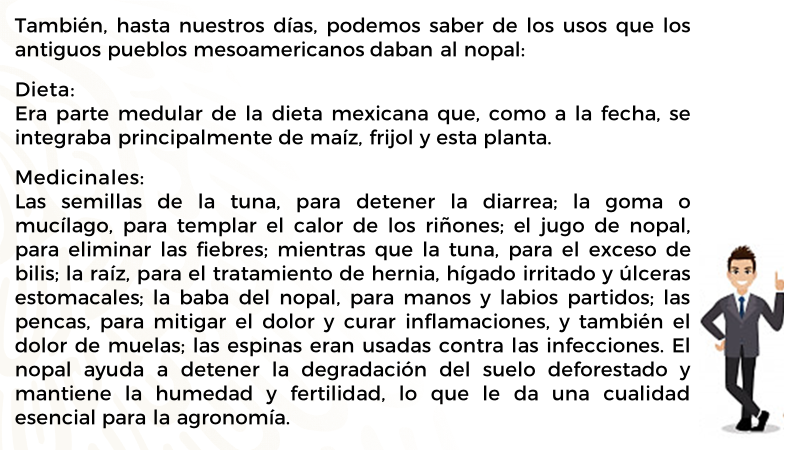 También, hasta nuestros días, podemos saber de los usos que los
antiguos pueblos mesoamericanos daban al nopal:
Dieta:
Era parte medular de la dieta mexicana que, como a la fecha, se
integraba principalmente de maíz, frijol y esta planta.
Medicinales:
Las semillas de la tuna, para detener la diarrea; la goma o
mucílago, para templar el calor de los riñones; el jugo de nopal,
para eliminar las fiebres; mientras que la tuna, para el exceso de
bilis; la raíz, para el tratamiento de hernia, hígado irritado y úlceras
estomacales; la baba del nopal, para manos y labios partidos; las
pencas, para mitigar el dolor y curar inflamaciones, y también el
dolor de muelas; las espinas eran usadas contra las infecciones. El
nopal ayuda a detener la degradación del suelo deforestado y
mantiene la humedad y fertilidad, lo que le da una cualidad
esencial para la agronomía.